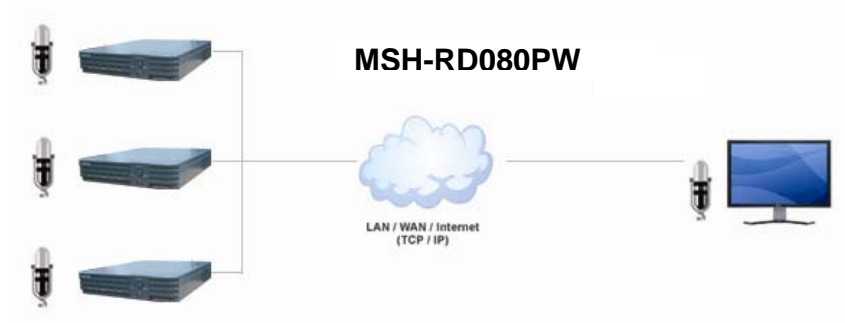 MSH-RD080PW
LAN / WAN / Internet
(TCP / IP)